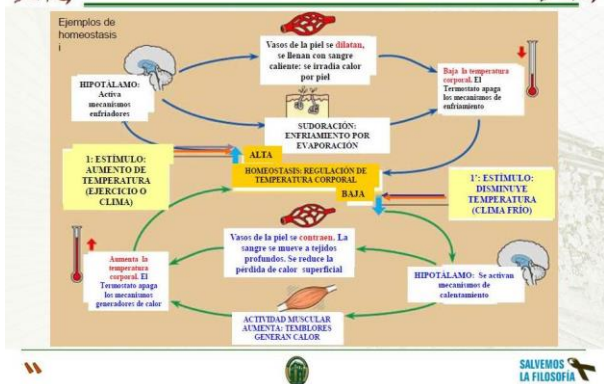 Ejemplos de
homeostasis
i
Vasos de la piel se dilatan,
se llenan con sangre
caliente: se irradia calor
por piel
HIPOTÁLAMO:
Activa
mecanismos
enfriadores
Baja la temperatura
corporal. El
Termostato apaga
los mecanismos de
enfriamiento
SUDORACIÓN:
ENFRIAMIENTO POR
EVAPORACIÓN
1: ESTÍMULO:
AUMENTO DE
TEMPERATURA
(EJERCICIO O
CLIMA)
ALTA
HOMEOSTASIS: REGULACIÓN DE
TEMPERATURA CORPORAL
BAJA
1': ESTÍMULO:
DISMINUYE
TEMPERATURA
(CLIMA FRÍO)
Vasos de la piel se contraen. La
sangre se mueve a tejidos
profundos. Se reduce la
pérdida de calor superficial
Aumenta la
temperatura
corporal. El
Termostato apaga
los mecanismos
generadores de calor
HIPOTÁLAMO: Se activan
mecanismos de
calentamiento
ACTIVIDAD MUSCULAR
AUMENTA: TEMBLORES
GENERAN CALOR
SALVEMOS
LA FILOSOFÍA